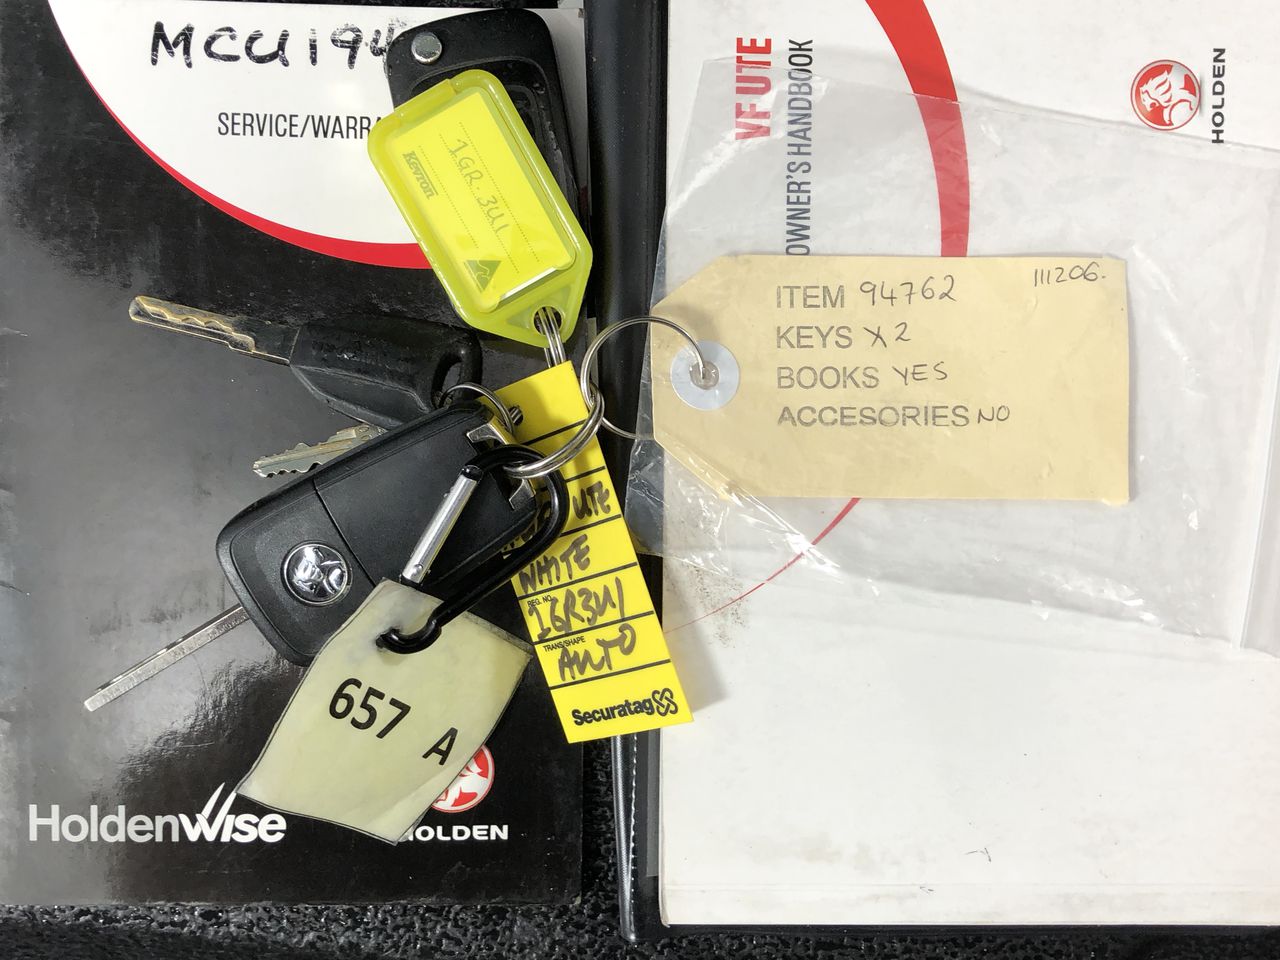 MCU194
SERVICE/WARRA
1GR·3U1
Kevron
VF UTE
OWNER'S HANDBOOK
HOLDEN
ITEM 94762
111206.
KEYS X2
BOOKS YES
ACCESORIES NO
UTE
WHITE
REG. NO.
1GR3U1
TRANS/SHAPE
AUTO
Securatag
657 A
HoldenWise
HOLDEN